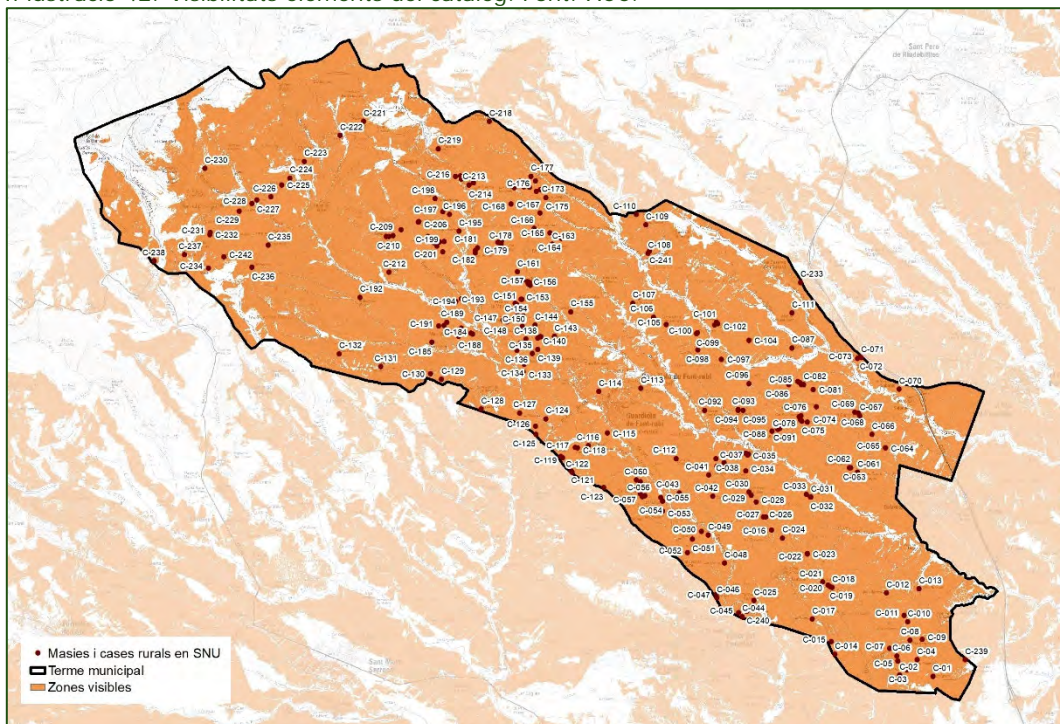 Il·lustració 42: Visibilitats elements del catàleg. Font: NCSP
Sant Pere
de Riudebitlles
C-221
C-218
C-222
C-219
C-223
C-230
C-224
C-216
C-213
C-177
C-226
C-225
C-214
C-176
C-173
C-228
C-227
C-198
C-168
C-167
C-175
C-229
C-197
C-196
C-166
C-110
C-109
C-231
C-232
C-209
C-206
C-195
C-165
C-163
C-210
C-199
C-181
C-178
C-164
C-108
C-237
C-235
C-201
C-182
C-179
C-241
C-238
C-242
C-234
C-236
C-212
C-161
C-157
C-156
C-233
C-192
C-194
C-193
C-151
C-153
C-107
C-154
C-155
C-106
C-111
C-189
C-147
C-150
C-144
C-105
C-101
C-102
C-191
C-184
C-148
C-138
C-143
C-100
C-185
C-188
C-135
C-140
C-099
C-104
C-087
C-071
C-132
C-136
C-139
C-098
C-097
C-073
C-072
C-131
C-134
C-133
C-130
C-129
C-114
C-113
C-096
C-085
C-082
C-070
C-086
C-081
C-128
C-127
C-124
Guardiola
de Font-rubí
C-092
C-093
C-076
C-069
C-067
C-126
C-094
C-095
C-078
C-074
C-068
C-125
C-115
C-088
C-091
C-075
C-066
C-117
C-116
C-065
C-064
C-119
C-118
C-112
C-037
C-035
C-122
C-041
C-038
C-034
C-062
C-061
C-121
C-060
C-063
C-123
C-056
C-043
C-042
C-030
C-033
C-031
C-057
C-055
C-029
C-028
C-032
C-054
C-053
C-027
C-026
C-050
C-049
C-016
C-024
C-052
C-051
C-048
C-022
C-023
C-021
C-018
C-012
C-013
C-047
C-046
C-025
C-020
C-019
C-045
C-044
C-017
C-011
C-010
C-240
C-015
C-08
C-09
C-014
C-07
C-06
C-04
C-239
C-05
C-02
C-03
C-01
Masies i cases rurals en SNU
Terme municipal
Zones visibles